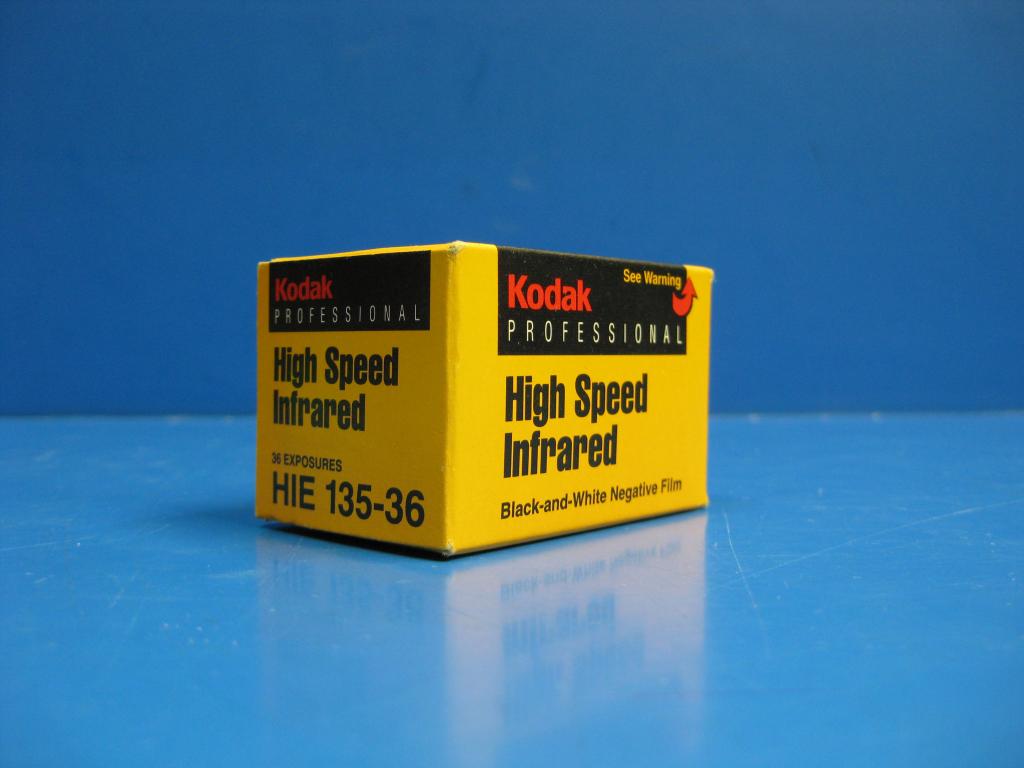 Kodak
PROFESSIONAL
High Speed
Infrared
36 EXPOSURES
HIE 135-36
See Warning
Kodak
PROFESSIONAL
High Speed
Infrared
Black-and-White Negative Film